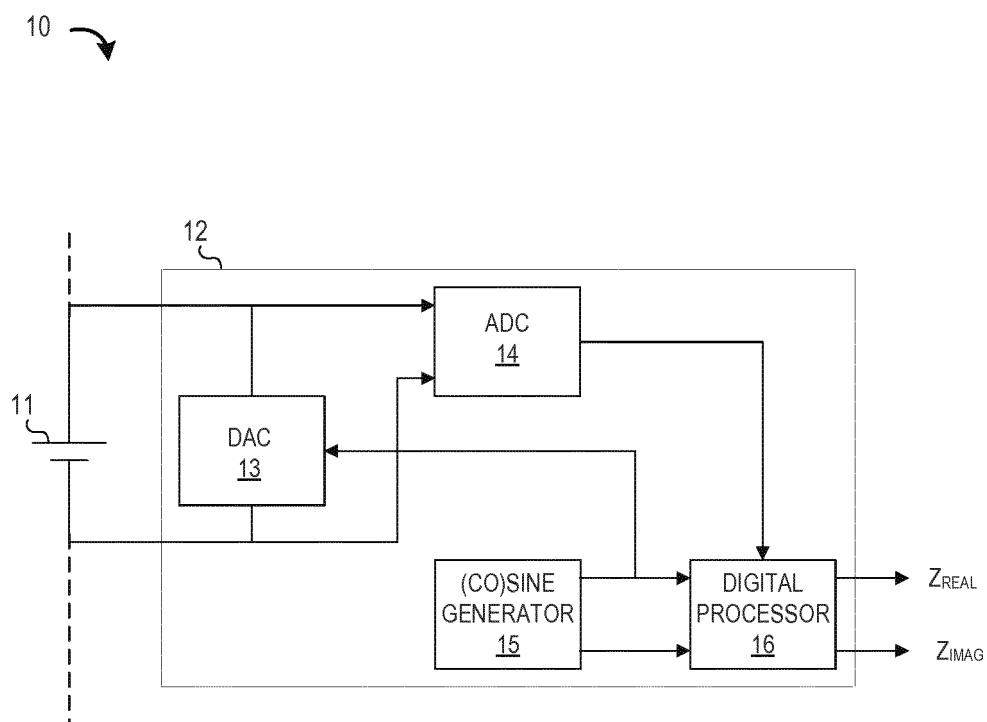 10
12
ADC
14
11
DAC
13
(CO)SINE
GENERATOR
15
DIGITAL
PROCESSOR
16
ZREAL
ZIMAG